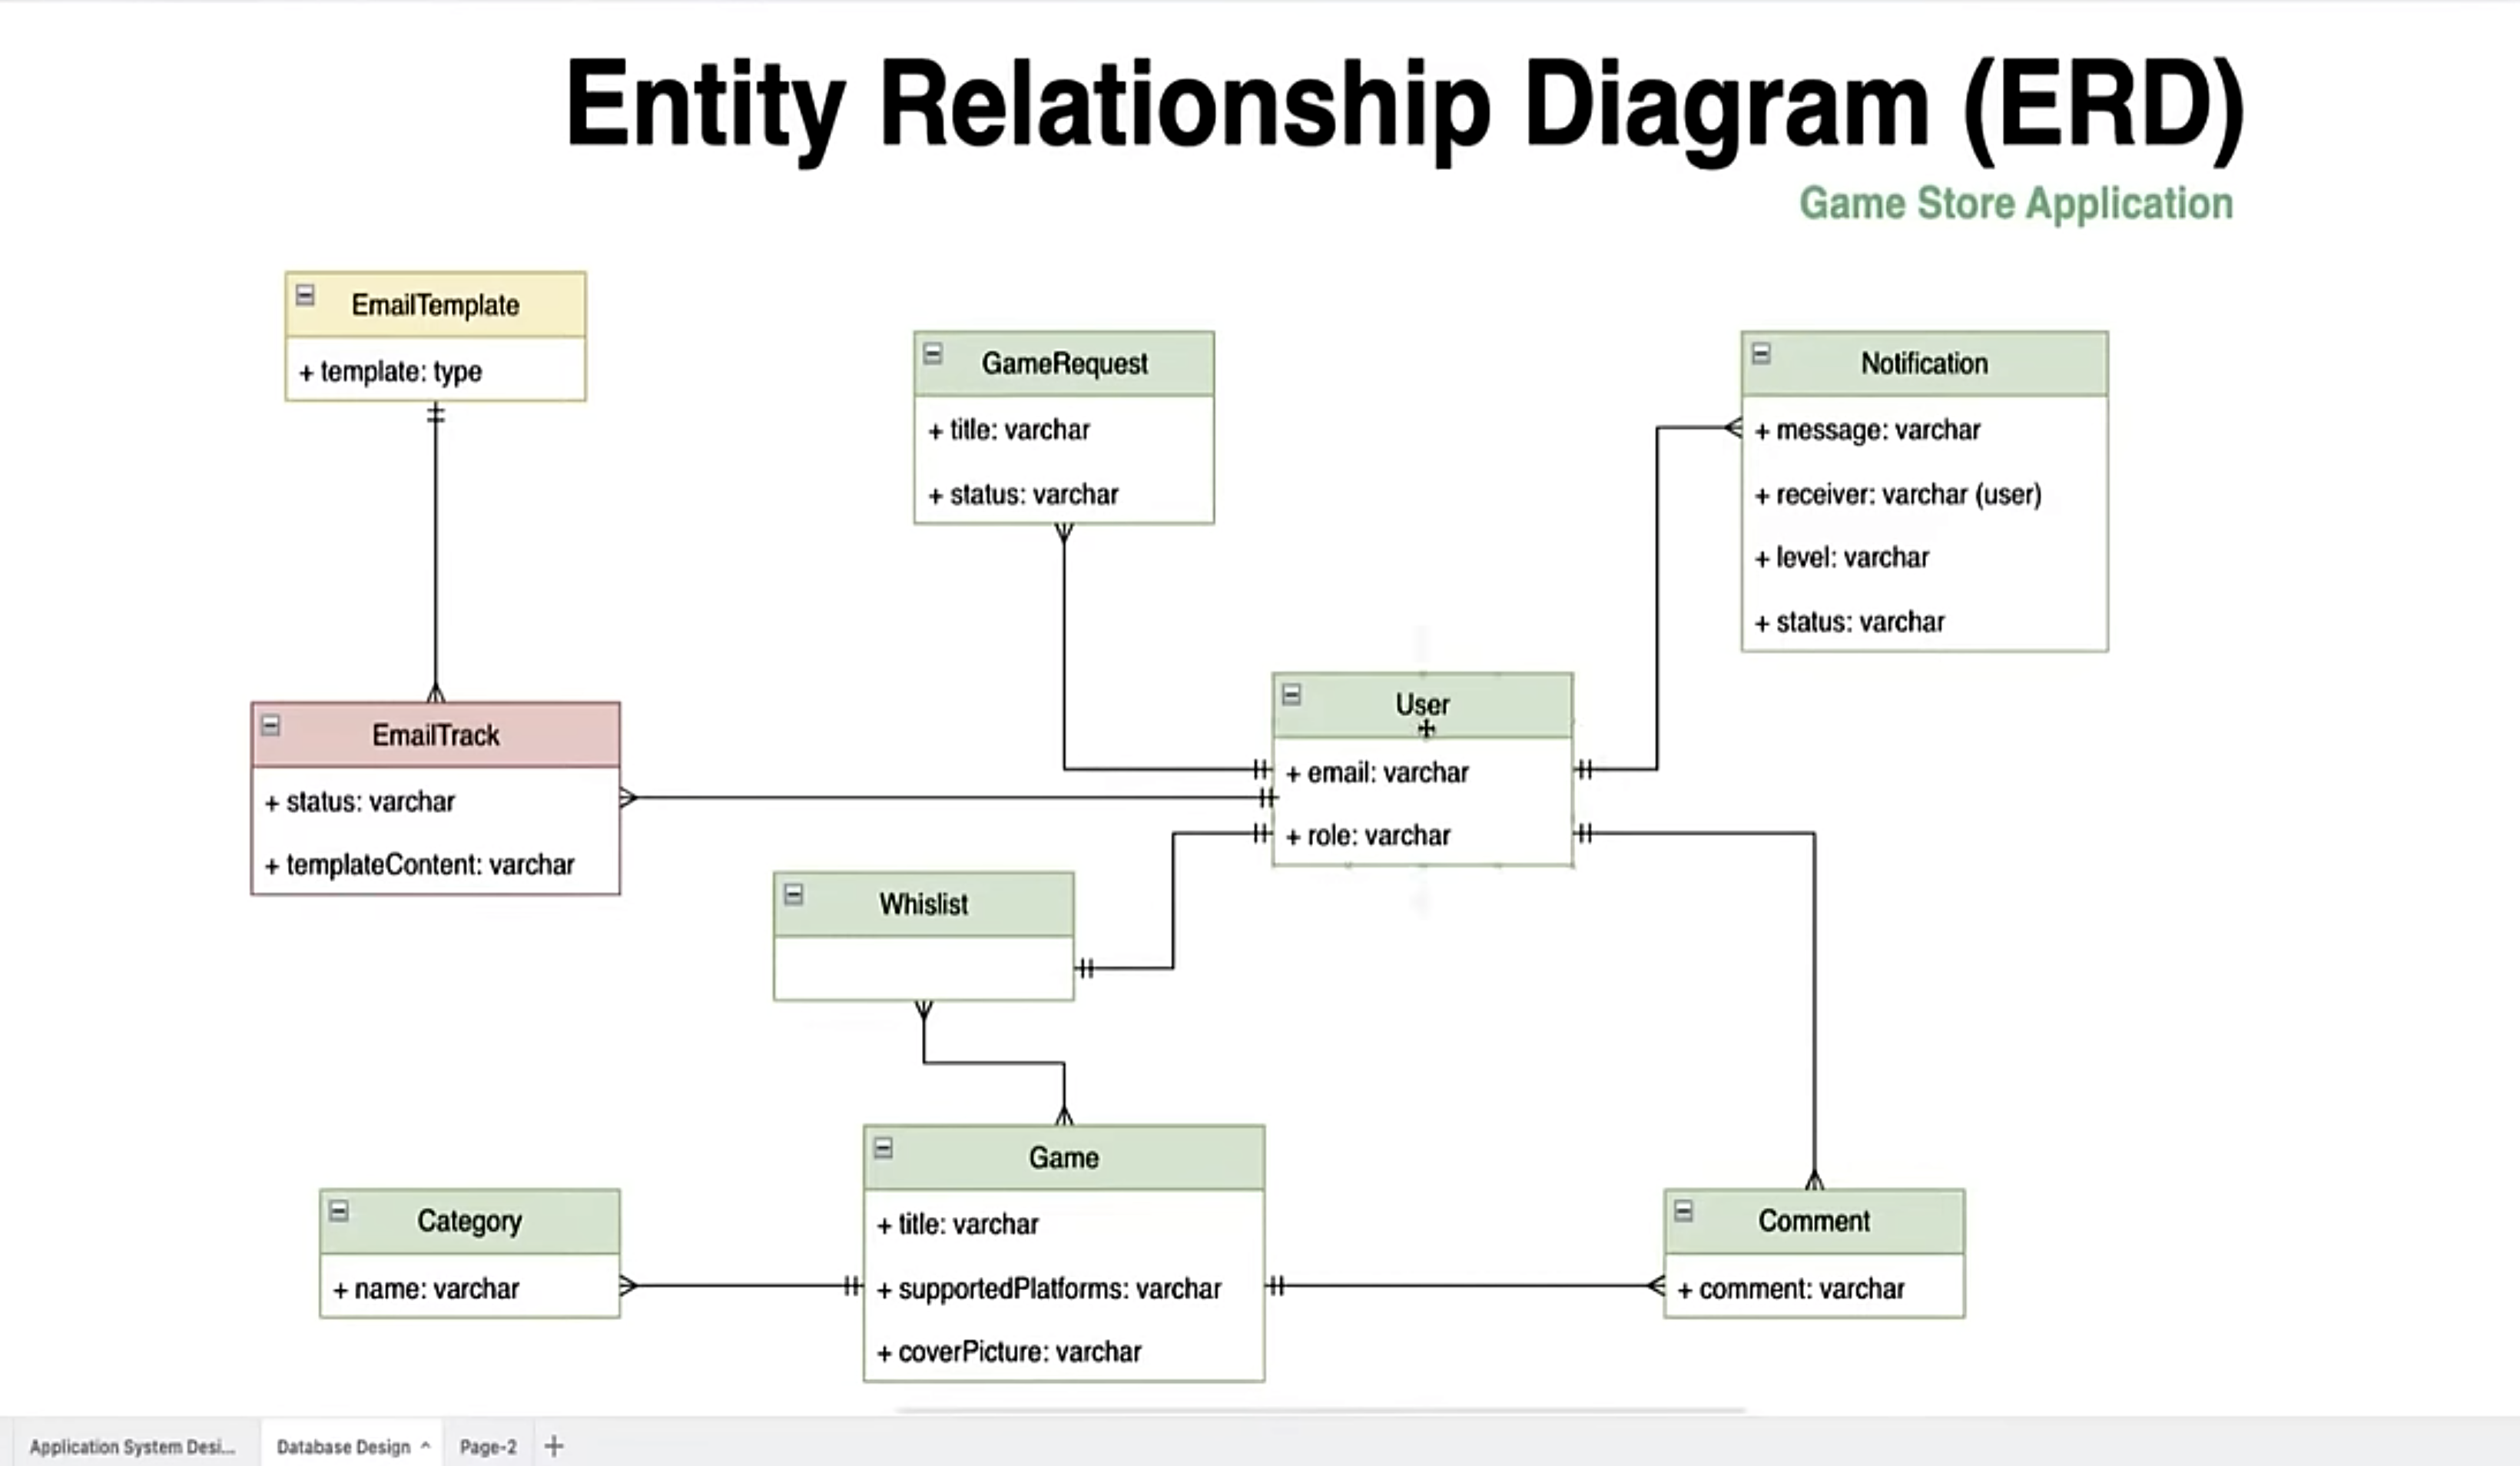 Entity Relationship Diagram (ERD)
Game Store Application
EmailTemplate
+ template: type
GameRequest
+ title: varchar
+ status: varchar
Notification
+ message: varchar
+ receiver: varchar (user)
+ level: varchar
+ status: varchar
User
+ email: varchar
+ role: varchar
EmailTrack
+ status: varchar
+ templateContent: varchar
Whislist
Game
+ title: varchar
+ supportedPlatforms: varchar
+ coverPicture: varchar
Category
+ name: varchar
Comment
+ comment: varchar
Application System Desi...
Database Design
Page-2